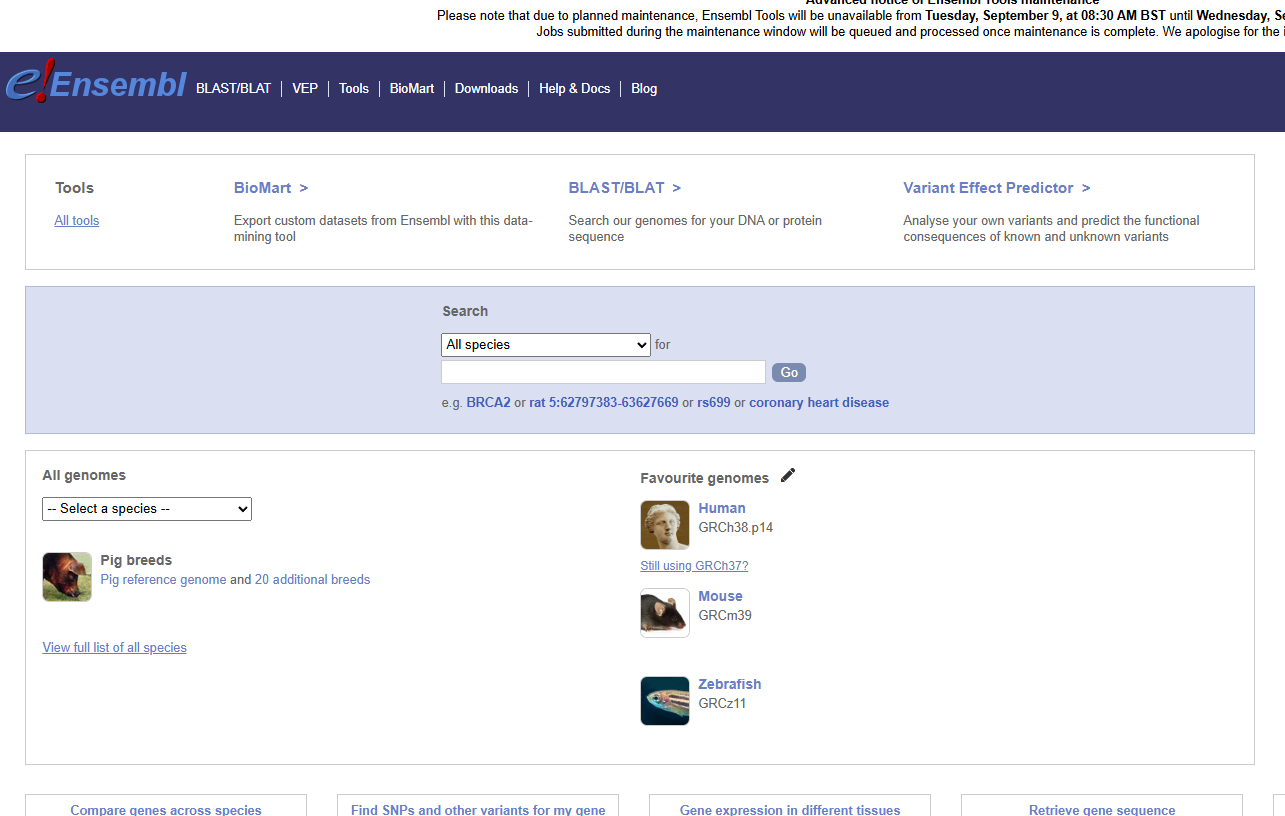 Advanced notice of Ensembl Tools maintenance
Please note that due to planned maintenance, Ensembl Tools will be unavailable from Tuesday, September 9, at 08:30 AM BST until Wednesday,
Jobs submitted during the maintenance window will be queued and processed once maintenance is complete. We apologise for the
e!Ensembl BLAST/BLAT | VEP | Tools | BioMart | Downloads | Help & Docs | Blog
Tools
All tools
BioMart >
Export custom datasets from Ensembl with this data-
mining tool
BLAST/BLAT >
Search our genomes for your DNA or protein
sequence
Variant Effect Predictor >
Analyse your own variants and predict the functional
consequences of known and unknown variants
Search
All species for
Go
e.g. BRCA2 or rat 5:62797383-63627669 or rs699 or coronary heart disease
All genomes
-- Select a species --
Pig breeds
Pig reference genome and 20 additional breeds
View full list of all species
Favourite genomes
Human
GRCh38.p14
Still using GRCh37?
Mouse
GRCm39
Zebrafish
GRCz11
Compare genes across species
Find SNPs and other variants for my gene
Gene expression in different tissues
Retrieve gene sequence